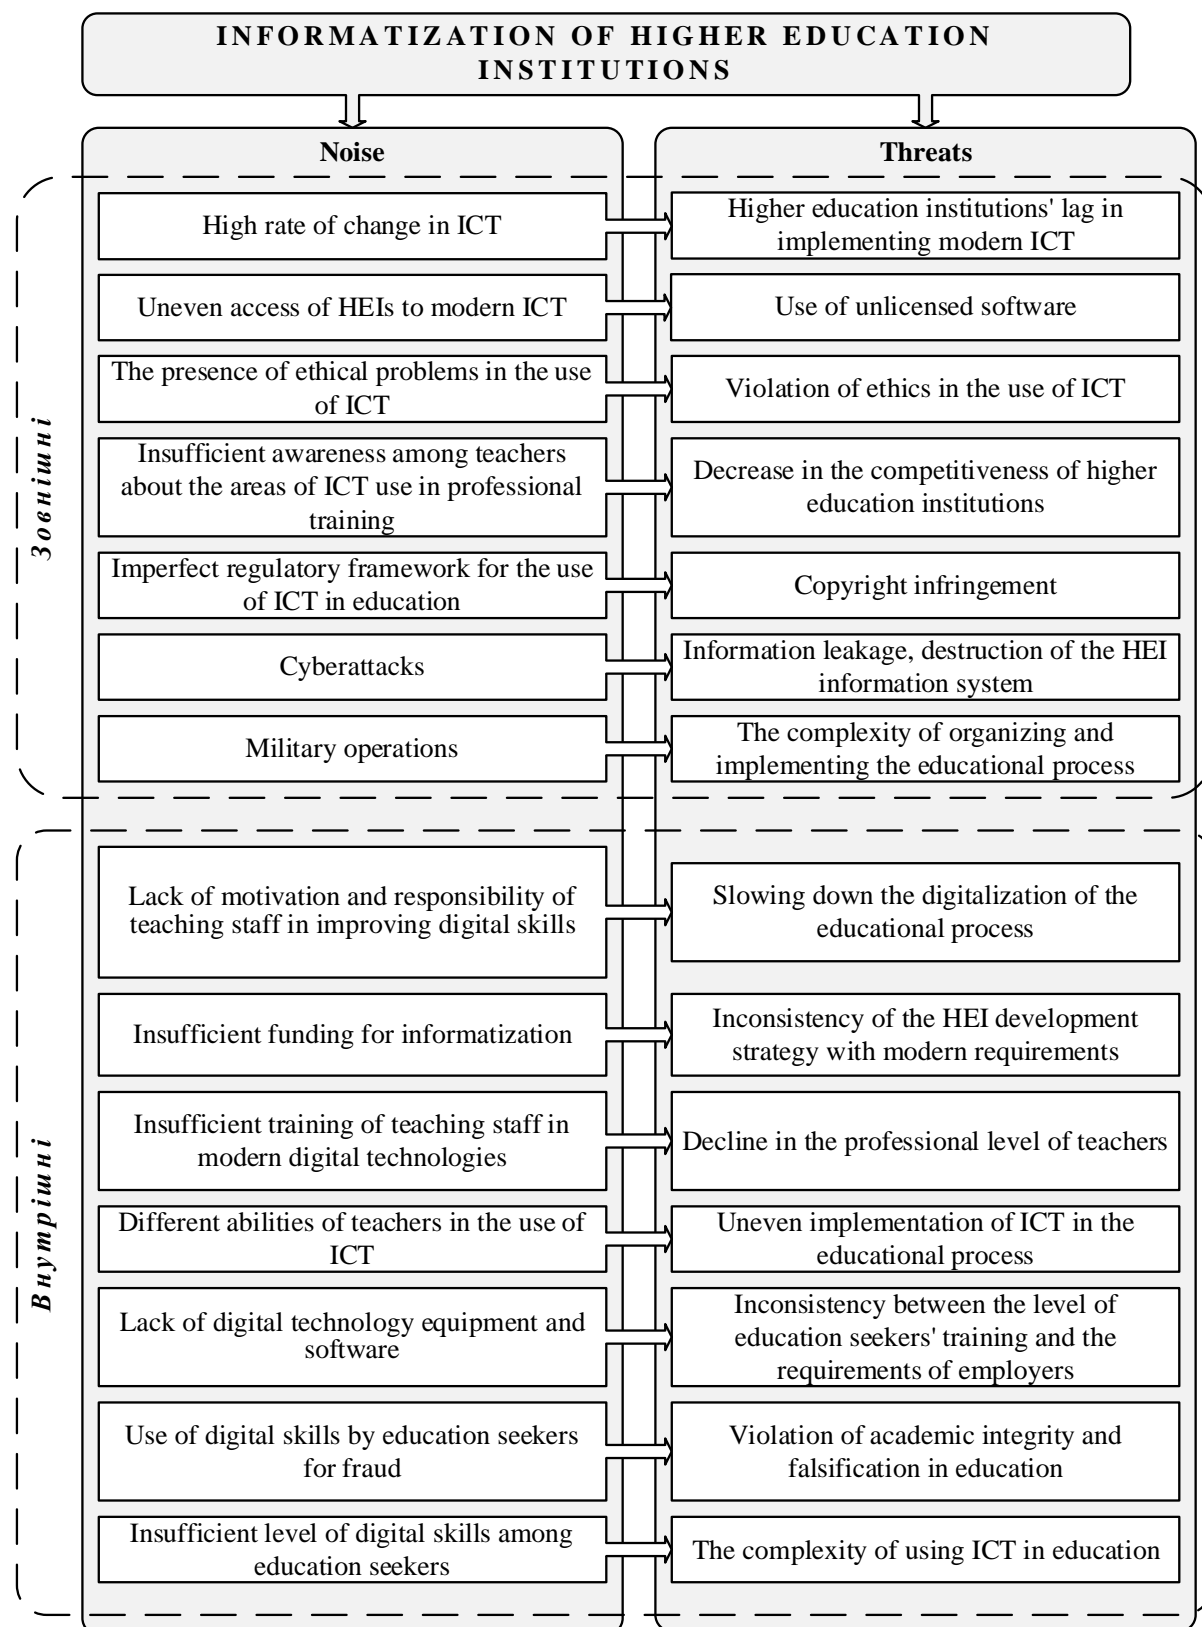 INFORMATIZATION OF HIGHER EDUCATION
INSTITUTIONS
Noise
Threats
Зовнішні
High rate of change in ICT
Higher education institutions' lag in
implementing modern ICT
Uneven access of HEIs to modern ICT
Use of unlicensed software
The presence of ethical problems in the use
of ICT
Violation of ethics in the use of ICT
Insufficient awareness among teachers
about the areas of ICT use in professional
training
Decrease in the competitiveness of higher
education institutions
Imperfect regulatory framework for the use
of ICT in education
Copyright infringement
Cyberattacks
Information leakage, destruction of the HEI
information system
Military operations
The complexity of organizing and
implementing the educational process
Внутрішні
Lack of motivation and responsibility of
teaching staff in improving digital skills
Slowing down the digitalization of the
educational process
Insufficient funding for informatization
Inconsistency of the HEI development
strategy with modern requirements
Insufficient training of teaching staff in
modern digital technologies
Decline in the professional level of teachers
Different abilities of teachers in the use of
ICT
Uneven implementation of ICT in the
educational process
Lack of digital technology equipment and
software
Inconsistency between the level of
education seekers' training and the
requirements of employers
Use of digital skills by education seekers
for fraud
Violation of academic integrity and
falsification in education
Insufficient level of digital skills among
education seekers
The complexity of using ICT in education